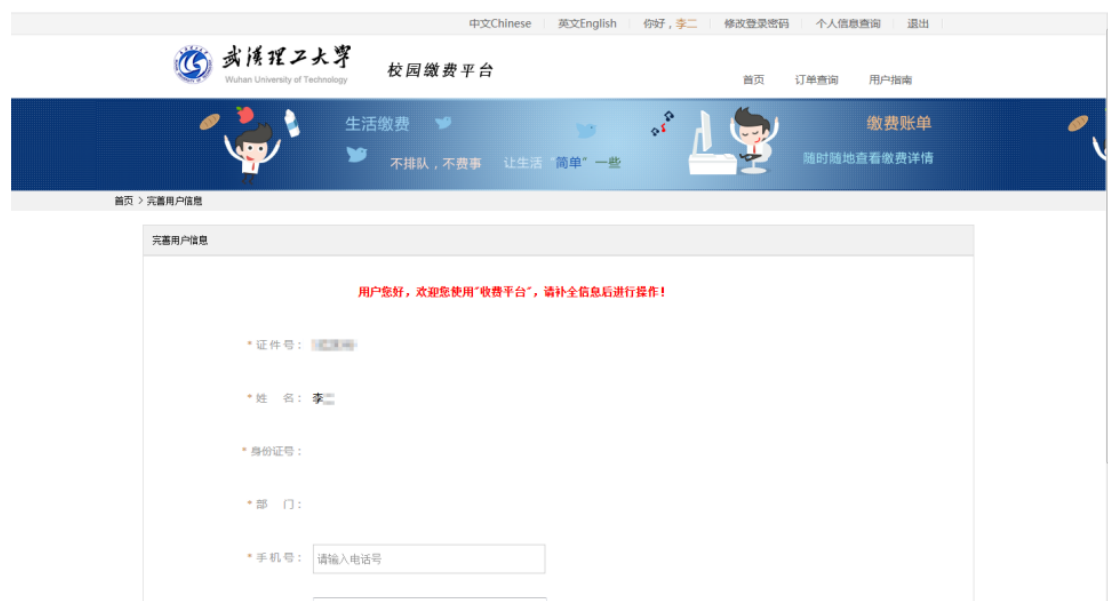 中文Chinese 英文English 你好，李二 修改登录密码 个人信息查询 退出
武汉理工大学
Wuhan University of Technology
校园缴费平台
首页 订单查询 用户指南
生活缴费
不排队，不费事 让生活“简单”一些
缴费账单
随时随地查看缴费详情
首页 > 完善用户信息
完善用户信息
用户您好，欢迎您使用"收费平台"，请补全信息后进行操作！
*证件号：
*姓 名： 李
*身份证号：
*部 门：
*手机号： 请输入电话号